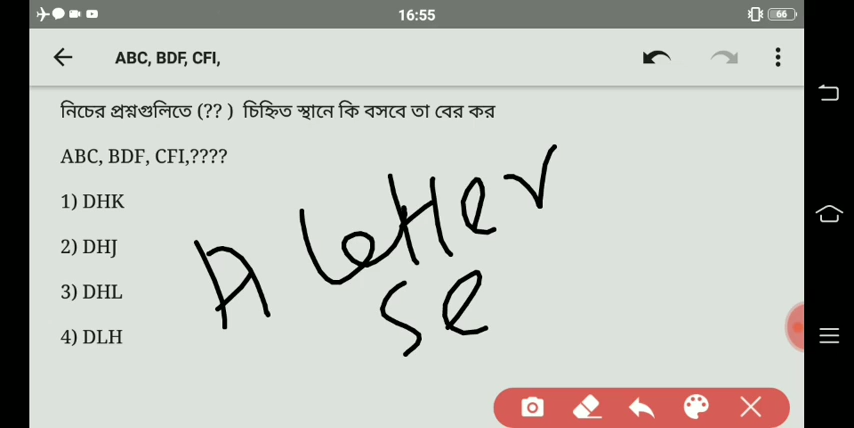 16:55
66
ABC, BDF, CFI,
নিচের প্রশ্নগুলিতে (?? ) চিহ্নিত স্থানে কি বসবে তা বের কর
ABC, BDF, CFI,????
1) DHK
2) DHJ
3) DHL
4) DLH
A letter
se